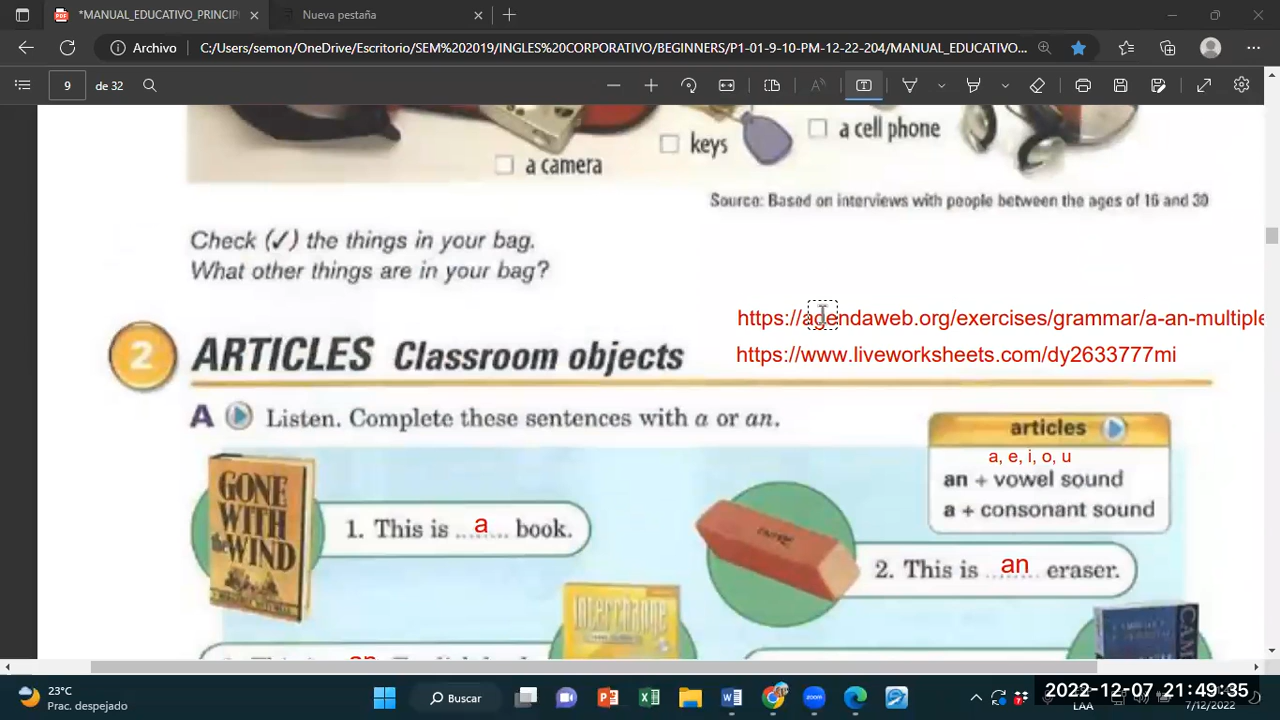 *MANUAL_EDUCATIVO_PRINCIP
Nueva pestaña
Archivo
C:/Users/semon/OneDrive/Escritorio/SEM%202019/INGLES%20CORPORATIVO/BEGINNERS/P1-01-9-10-PM-12-22-204/MANUAL_EDUCATIVO...
9 de 32
a cell phone
keys
a camera
Source: Based on interviews with people between the ages of 16 and 30
Check (✓) the things in your bag.
What other things are in your bag?
https://agendaweb.org/exercises/grammar/a-an-multiple
https://www.liveworksheets.com/dy2633777mi
2 ARTICLES Classroom objects
A Listen. Complete these sentences with a or an.
articles
a, e, i, o, u
an + vowel sound
a + consonant sound
GONE
WITH
the WIND
1. This is a book.
2. This is an eraser.
interchange
23°C
Prac. despejado
Buscar
2022-12-07 21:49:35
LAA
7/12/2022